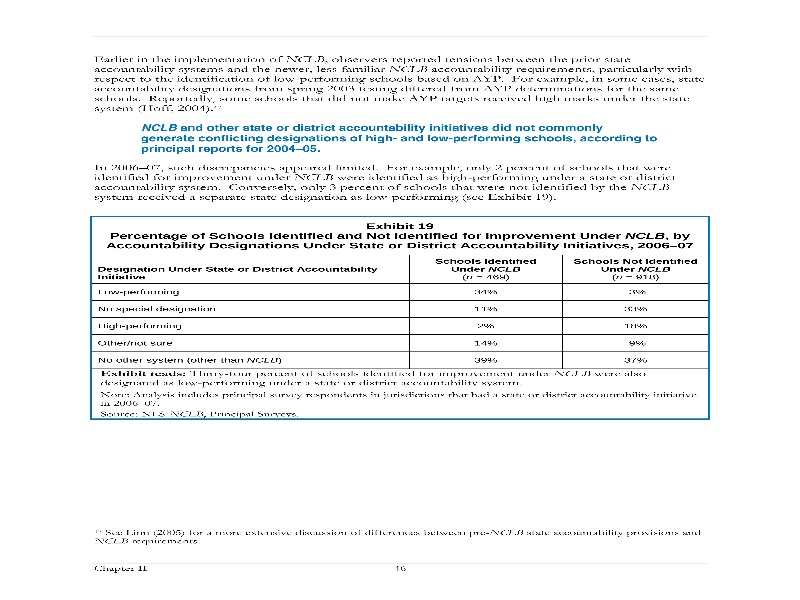 Earlier in the implementation of NCLB, observers reported tensions between the prior state
accountability systems and the newer, less familiar NCLB accountability requirements, particularly with
respect to the identification of low-performing schools based on AYP. For example, in some cases, state
accountability designations from spring 2003 testing differed from AYP determinations for the same
schools. Reportedly, some schools that did not make AYP targets received high marks under the state
system (Hoff, 2004).
NCLB and other state or district accountability initiatives did not commonly
generate conflicting designations of high- and low-performing schools, according to
principal reports for 2004–05.
In 2006–07, such discrepancies appeared limited. For example, only 2 percent of schools that were
identified for improvement under NCLB were identified as high-performing under a state or district
accountability system. Conversely, only 3 percent of schools that were not identified by the NCLB
system received a separate state designation as low performing (see Exhibit 19).
Exhibit 19
Percentage of Schools Identified and Not Identified for Improvement Under NCLB, by
Accountability Designations Under State or District Accountability Initiatives, 2006–07
Designation Under State or District Accountability Initiative
Schools Identified Under NCLB (n = 469)
Schools Not Identified Under NCLB (n = 918)
Low-performing 34% 3%
No special designation 11% 33%
High-performing 2% 18%
Other/not sure 14% 9%
No other system (other than NCLB) 39% 37%
Exhibit reads: Thirty-four percent of schools identified for improvement under NCLB were also
designated as low-performing under a state or district accountability system.
Note: Analysis includes principal survey respondents in jurisdictions that had a state or district accountability initiative
in 2006–07.
Source: NLS-NCLB, Principal Surveys.
See Linn (2005) for a more extensive discussion of differences between pre-NCLB state accountability provisions and
NCLB requirements.
Chapter II 46